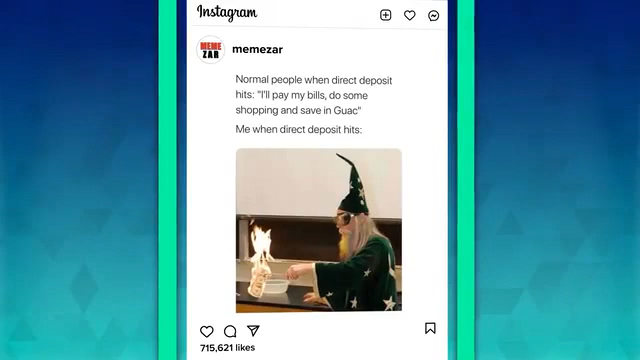 Instagram
MEME
ZAR
memezar
Normal people when direct deposit
hits: "I'll pay my bills, do some
shopping and save in Guac"
Me when direct deposit hits:
715,621 likes